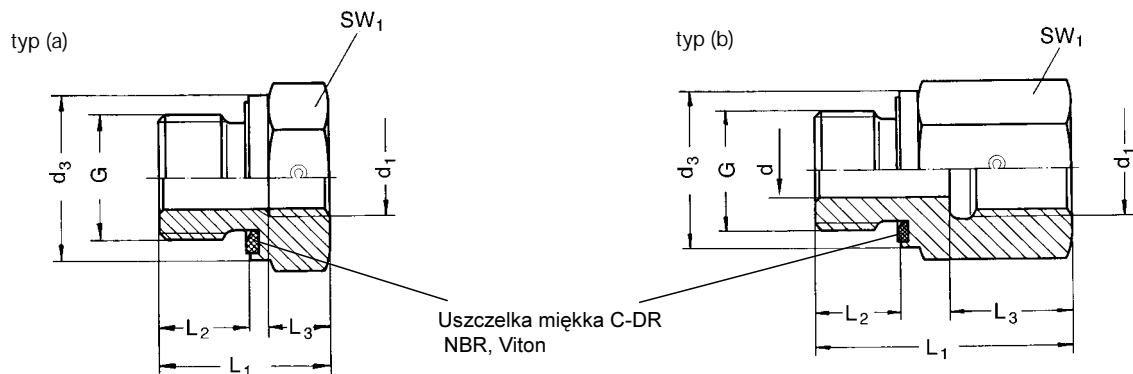 typ (a)
SW1
d3
G
d1
L2
L3
L1
typ (b)
SW1
d3
G
d
d1
L2
L3
L1
Uszczelka miękka C-DR
NBR, Viton